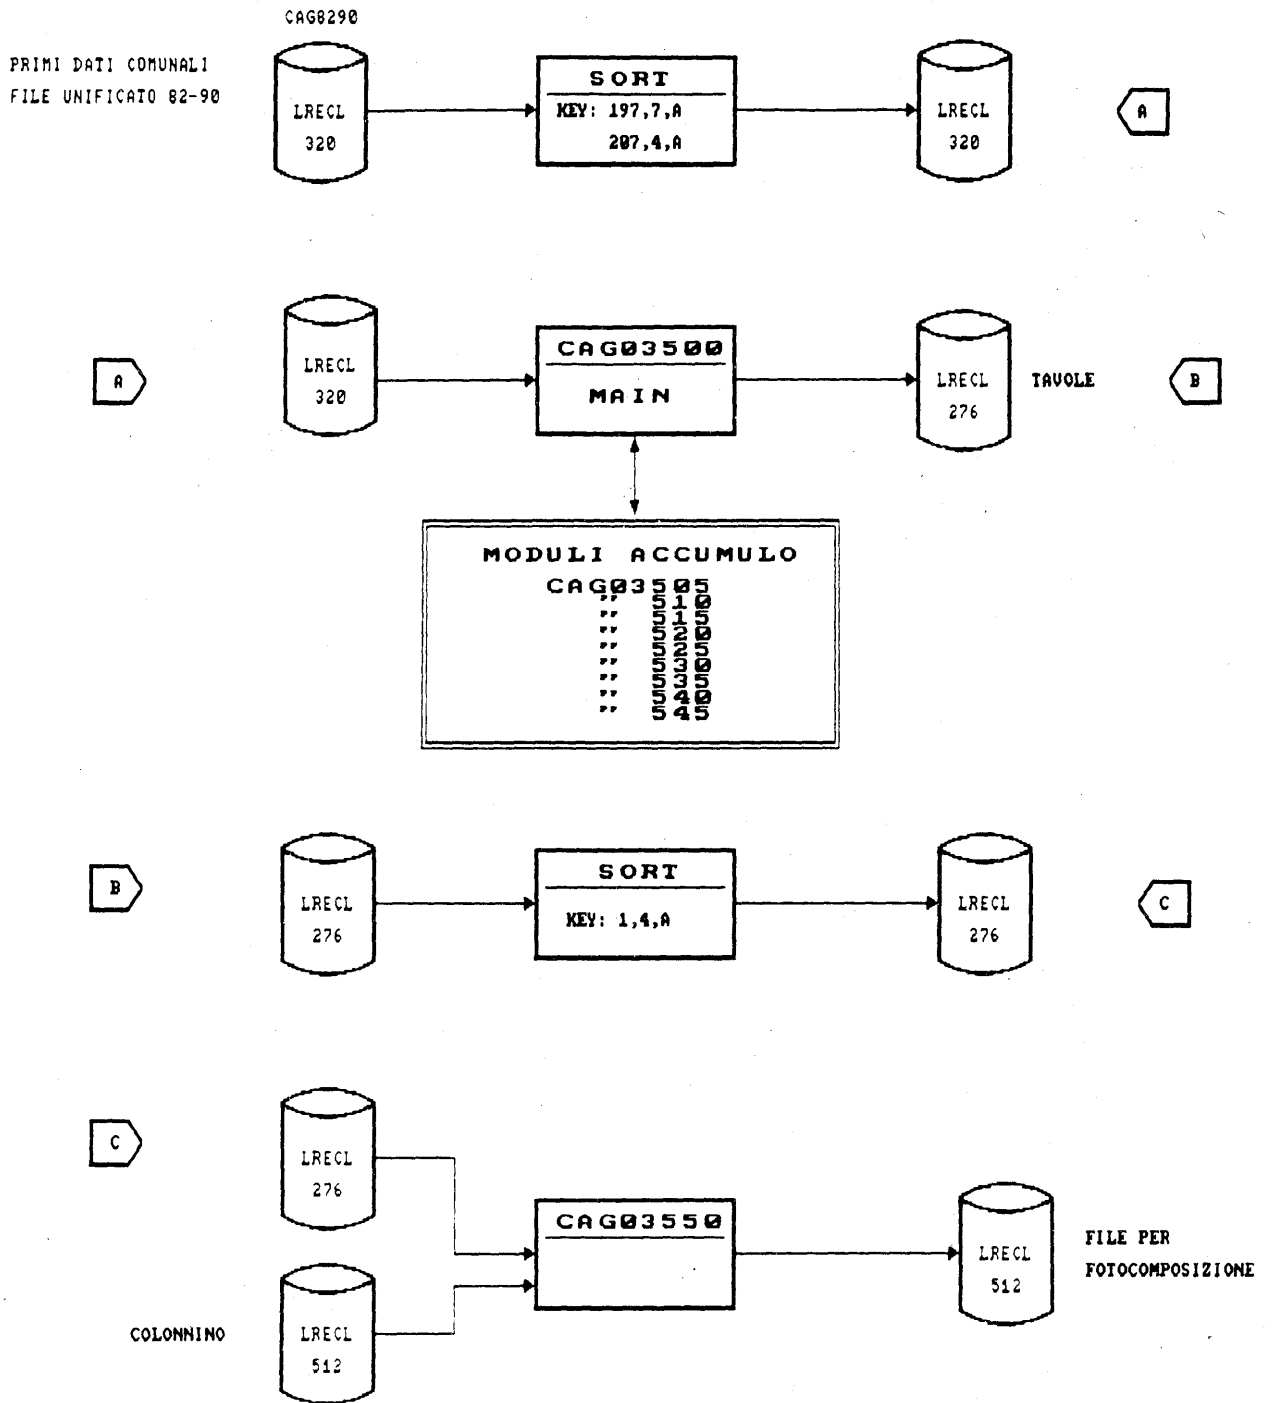 CAG8290
PRIMI DATI COMUNALI
FILE UNIFICATO 82-90
LRECL
320
SORT
KEY: 197,7,A
207,4,A
LRECL
320
A
A
LRECL
320
CAG03500
MAIN
LRECL
276
TAVOLE
B
MODULI ACCUMULO
CAG03505
" 510
" 515
" 520
" 525
" 530
" 535
" 540
" 545
B
LRECL
276
SORT
KEY: 1,4,A
LRECL
276
C
C
LRECL
276
CAG03550
LRECL
512
FILE PER
FOTOCOMPOSIZIONE
COLONNINO
LRECL
512